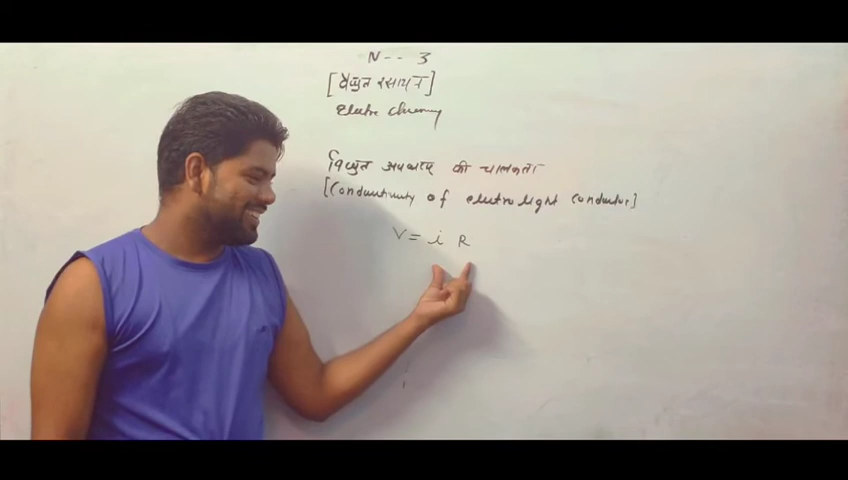 N-- 3
[वैद्युत रसायन]
Electro chemistry
विद्युत अपघट्य की चालकता
[Conductivity of electrolight conductor]
V = i R